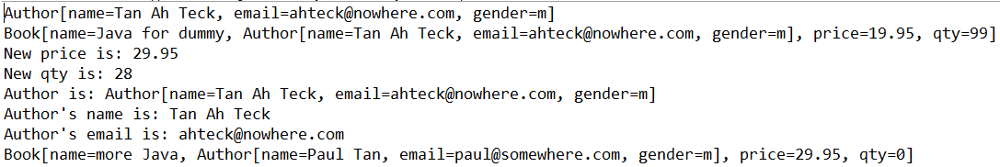 Author[name=Tan Ah Teck, email=ahteck@nowhere.com, gender=m]
Book[name=Java for dummy, Author[name=Tan Ah Teck, email=ahteck@nowhere.com, gender=m], price=19.95, qty=99]
New price is: 29.95
New qty is: 28
Author is: Author[name=Tan Ah Teck, email=ahteck@nowhere.com, gender=m]
Author's name is: Tan Ah Teck
Author's email is: ahteck@nowhere.com
Book[name=more Java, Author[name=Paul Tan, email=paul@somewhere.com, gender=m], price=29.95, qty=0]